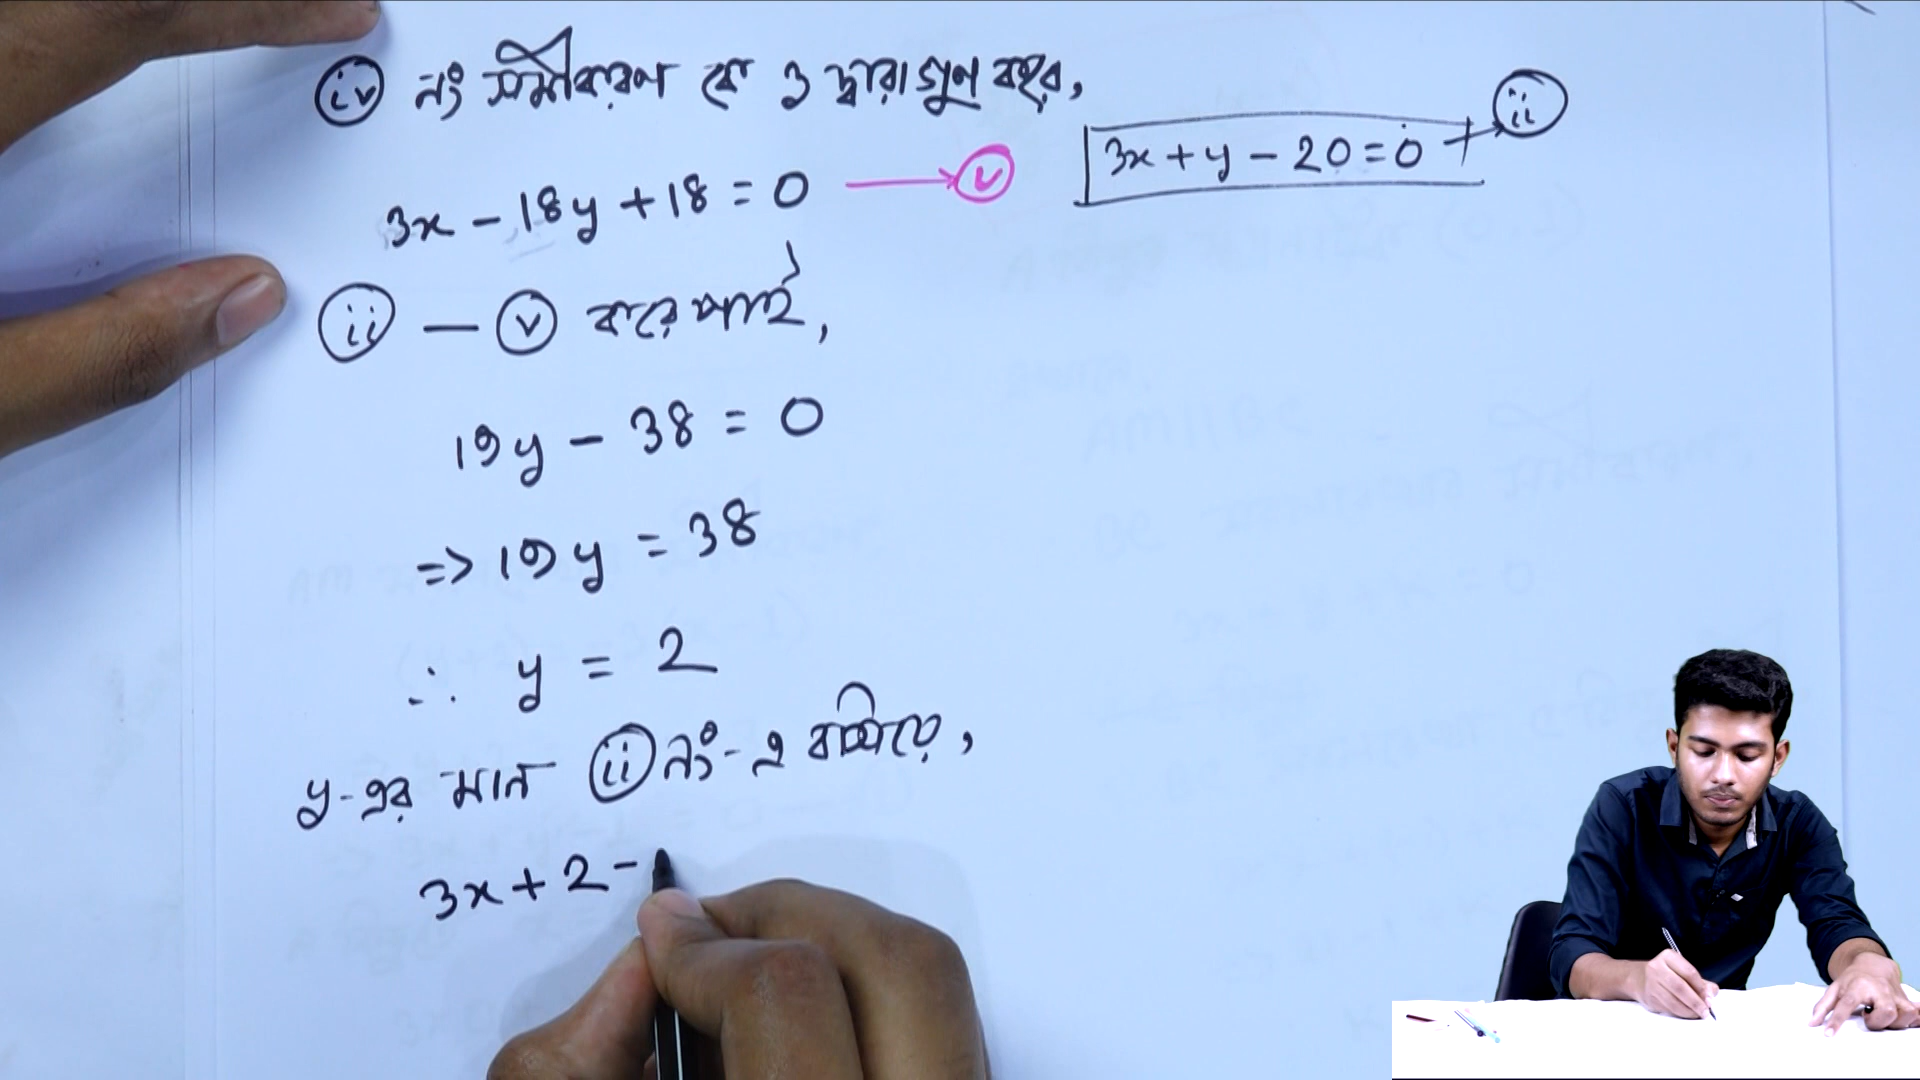 (iv) নং সমীকরণ কে 3 দ্বারা গুণ করে,
3x + y - 20 = 0 → (ii)
3x - 18y + 18 = 0 → (v)
(ii) - (v) করে পাই,
19y - 38 = 0
=> 19y = 38
∴ y = 2
y-এর মান (ii) নং-এ বসিয়ে,
3x + 2 -